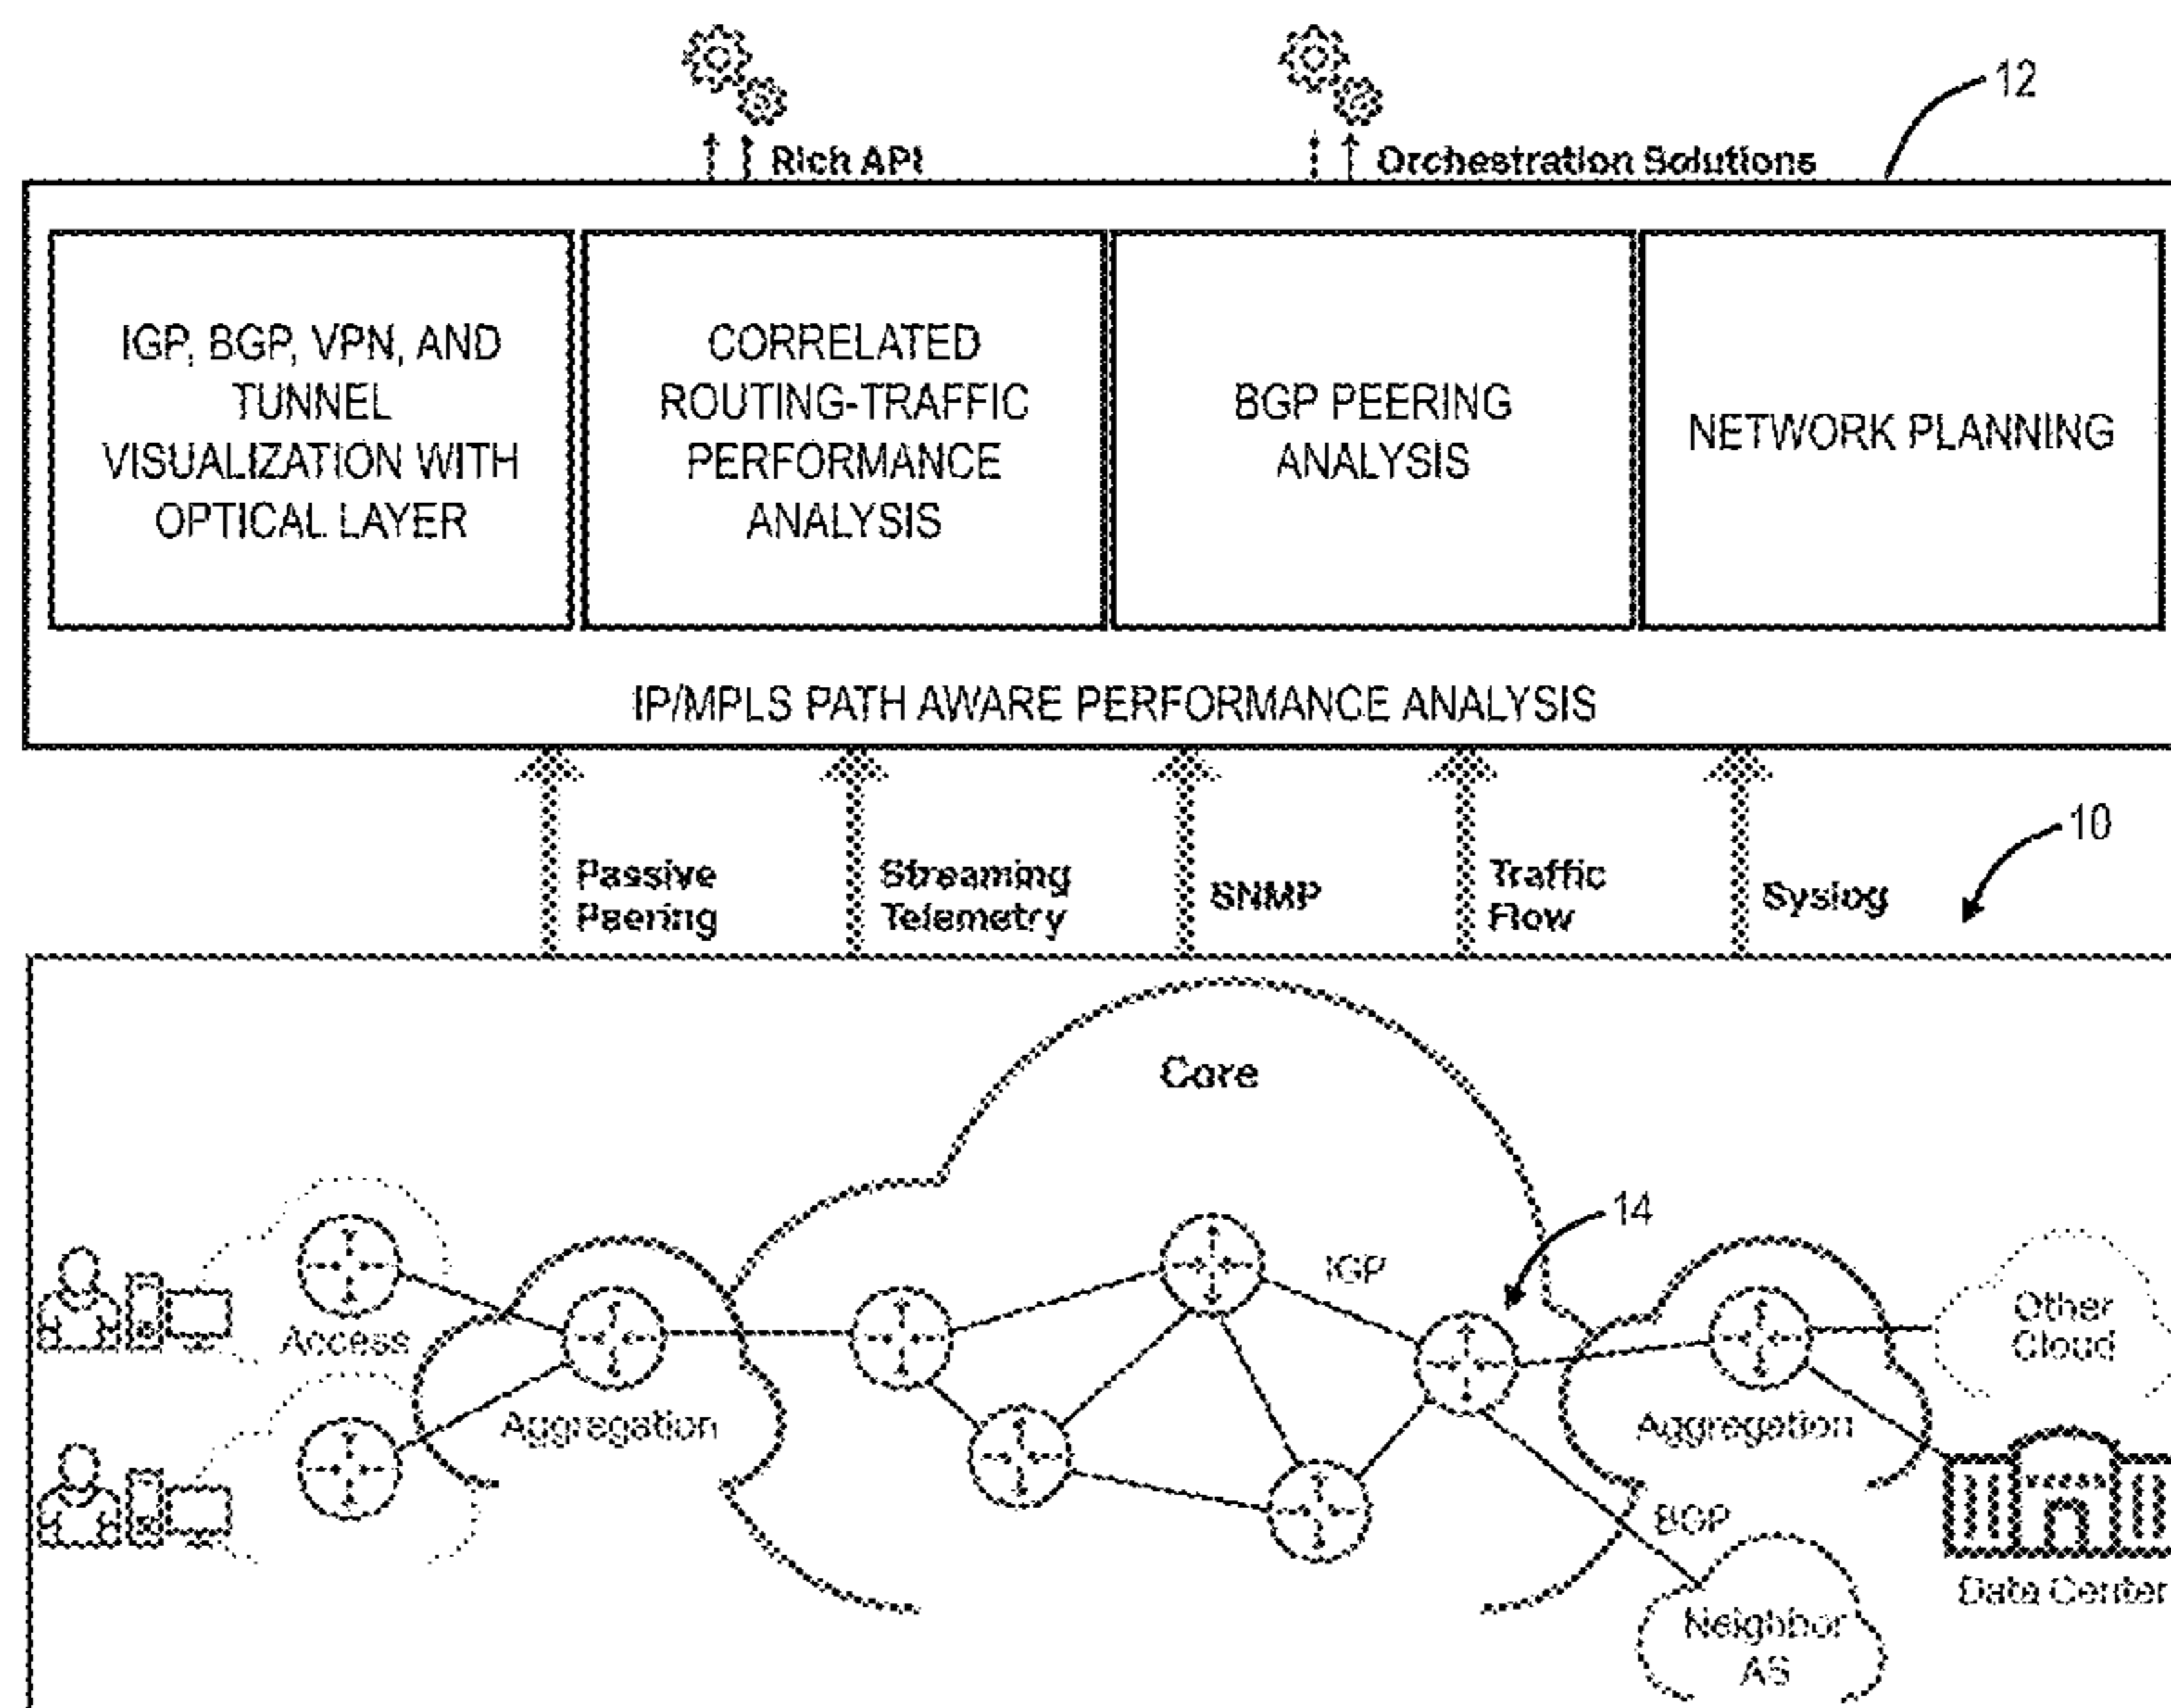 12
Rich API
Orchestration Solutions
IGP, BGP, VPN, AND
TUNNEL
VISUALIZATION WITH
OPTICAL LAYER
CORRELATED
ROUTING-TRAFFIC
PERFORMANCE
ANALYSIS
BGP PEERING
ANALYSIS
NETWORK PLANNING
IP/MPLS PATH AWARE PERFORMANCE ANALYSIS
10
Passive
Peering
Streaming
Telemetry
SNMP
Traffic
Flow
Syslog
Core
14
IGP
Access
Other
Cloud
Aggregation
Aggregation
BGP
Data Center
Neighbor
AS